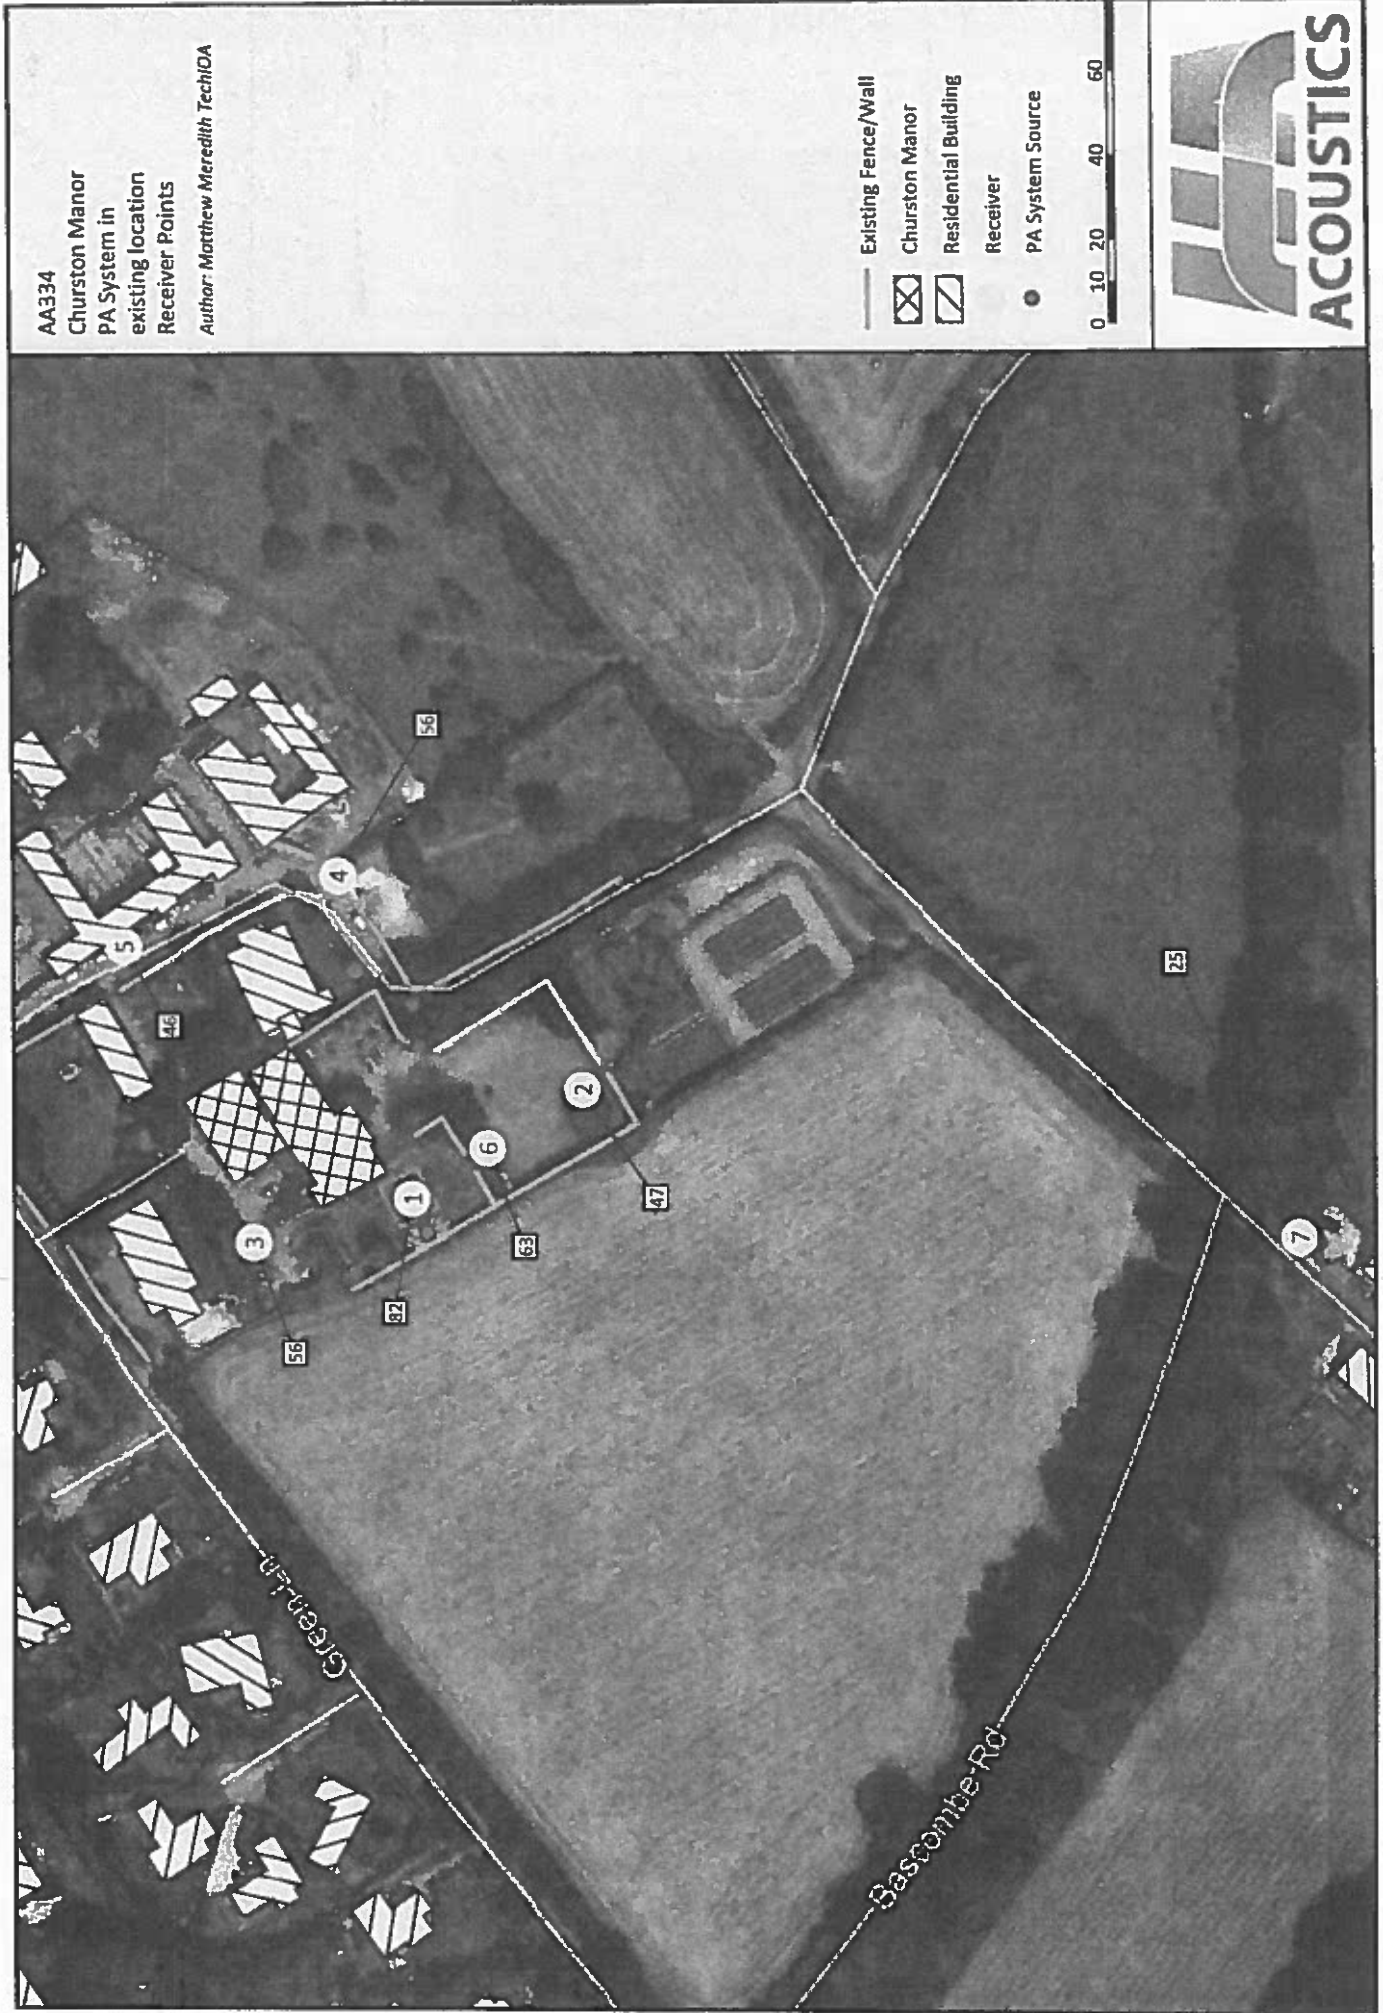 AA334
Churston Manor
PA System in
existing location
Receiver Points
Author: Matthew Meredith TechIOA
Existing Fence/Wall
Churston Manor
Residential Building
Receiver
PA System Source
0 10 20 40 60
ACOUSTICS
Green-Ln
Bascombe-Rd
1
2
3
4
5
6
7
56
82
63
47
46
56
25